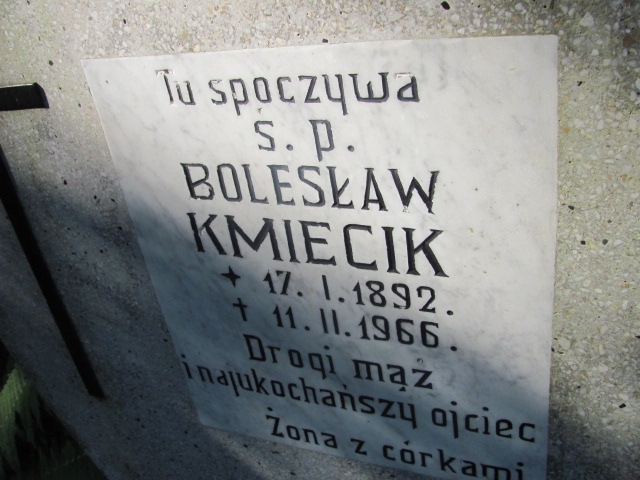 Tu spoczywa
ś. p.
BOLESŁAW
KMIECIK
✦ 17. I. 1892.
† 11. II. 1966.
Drogi mąż
i najukochańszy ojciec
Żona z córkami